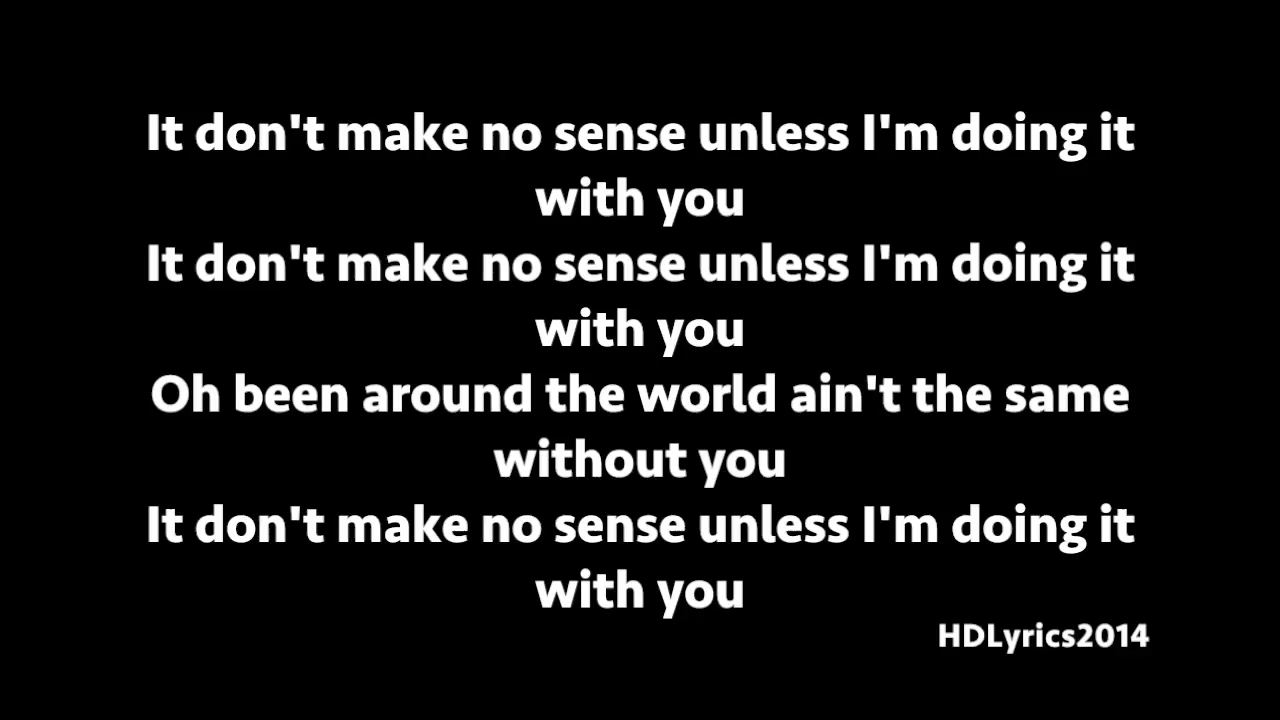 It don't make no sense unless I'm doing it
with you
It don't make no sense unless I'm doing it
with you
Oh been around the world ain't the same
without you
It don't make no sense unless I'm doing it
with you
HDLyrics2014